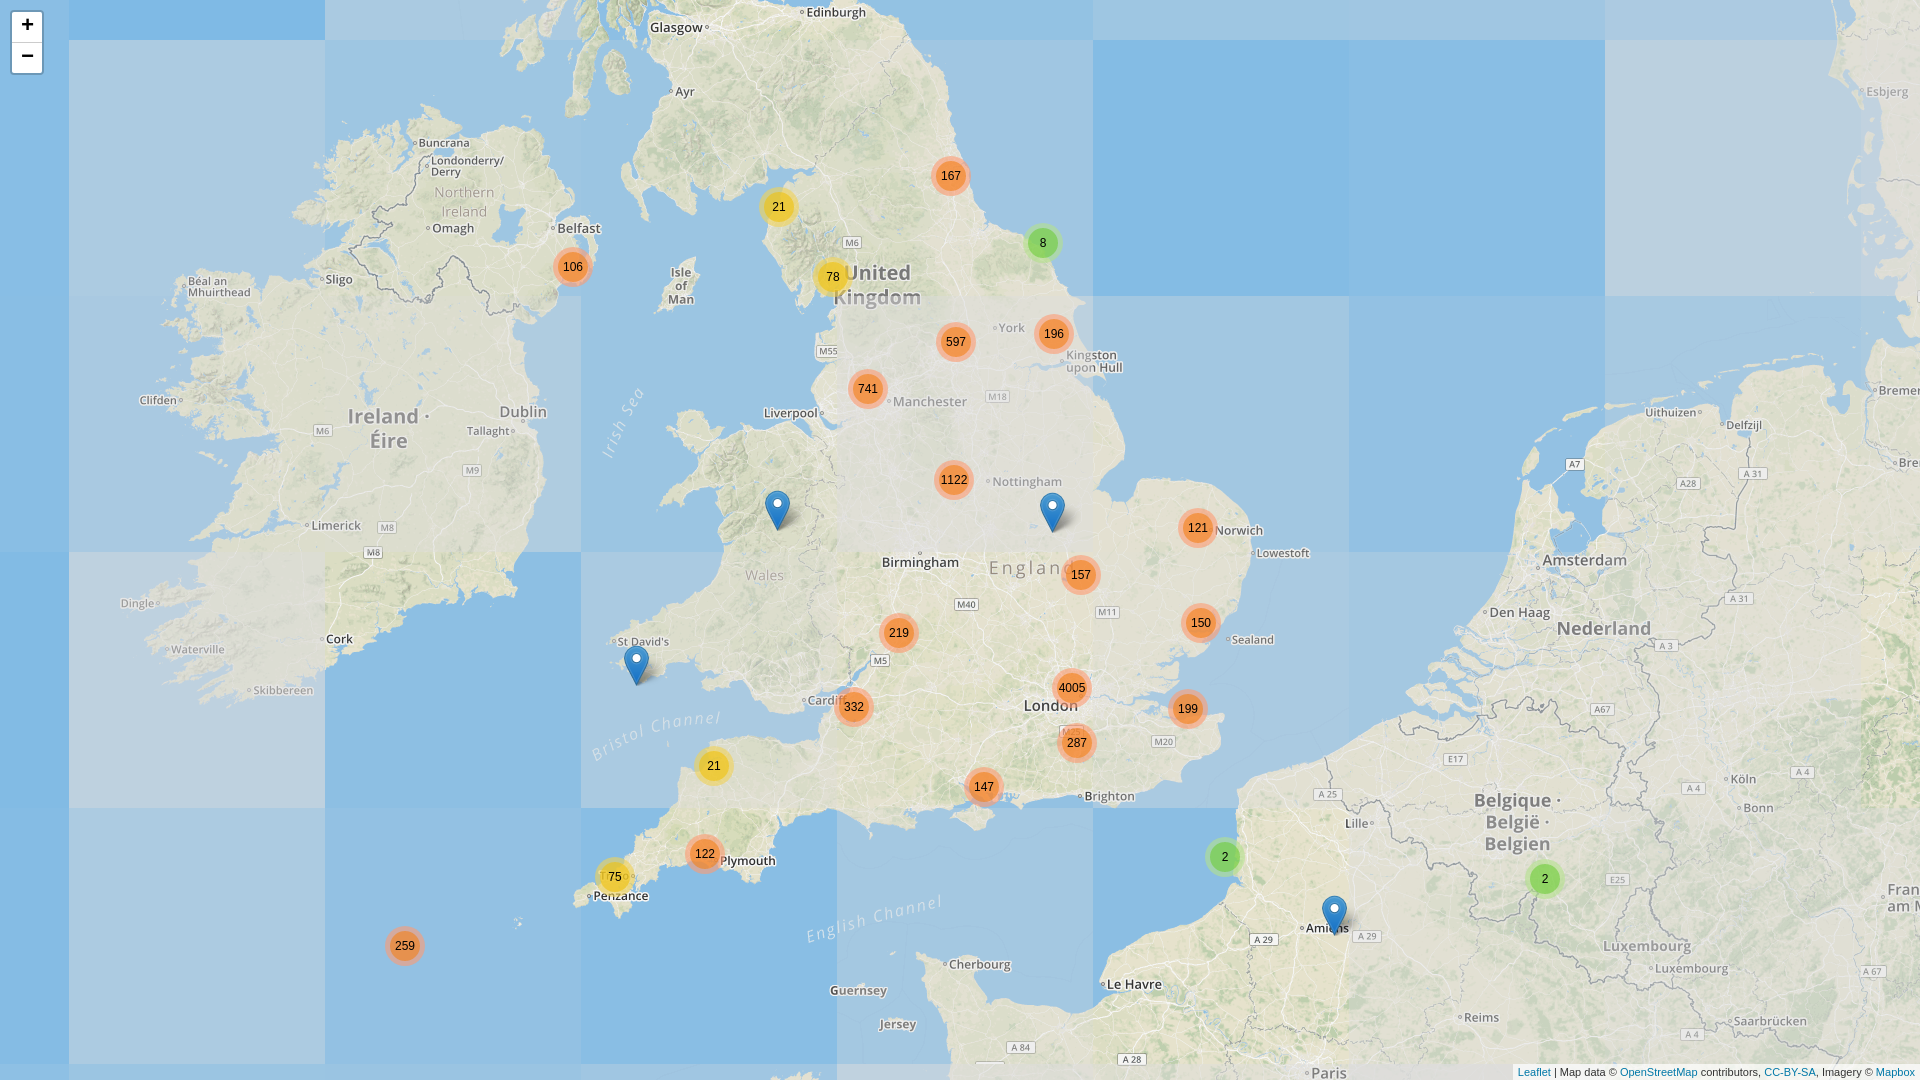 +
−
Edinburgh
Glasgow
Ayr
Esbjerg
Buncrana
Londonderry/
Derry
Northern
Ireland
Omagh
Belfast
167
21
8
106
M6
78
United
Kingdom
Isle
of
Man
Béal an
Mhuirthead
Sligo
York
196
597
M55
Kingston
upon Hull
741
Manchester
M18
Liverpool
Irish Sea
Clifden
Ireland ·
Éire
Dublin
Tallaght
M6
M9
Uithuizen
Delfzijl
A7
A 31
A28
1122
Nottingham
Limerick
M8
M8
121
Norwich
Lowestoft
Birmingham
Wales
157
Amsterdam
Dingle
M40
M11
A 31
Den Haag
Nederland
150
219
Sealand
Cork
St David's
Waterville
M5
A 3
Skibbereen
4005
Cardiff
332
London
199
A67
Bristol Channel
287
M20
E17
21
147
Brighton
A 25
Köln
A 4
A 4
Bonn
Belgique ·
België ·
Belgien
Lille
122
Plymouth
75
Penzance
2
2
E25
English Channel
259
Amiens
A 29
A 29
Luxembourg
Luxembourg
A 67
Cherbourg
Le Havre
Guernsey
Jersey
Reims
Saarbrücken
A 4
A 84
A 28
Paris
Leaflet | Map data © OpenStreetMap contributors, CC-BY-SA, Imagery © Mapbox